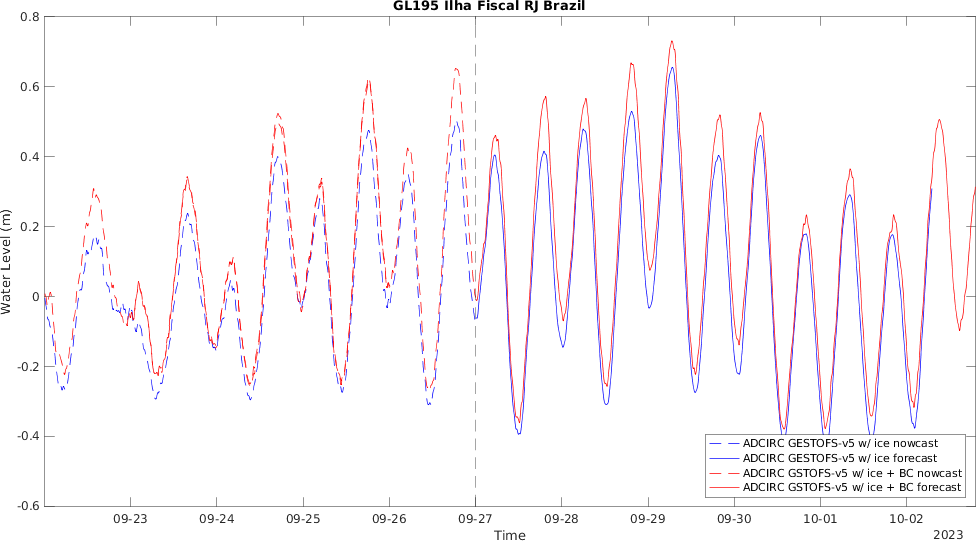 GL195 Ilha Fiscal RJ Brazil
0.8
0.6
0.4
0.2
0
-0.2
-0.4
-0.6
Water Level (m)
ADCIRC GESTOFS-v5 w/ ice nowcast
ADCIRC GESTOFS-v5 w/ ice forecast
ADCIRC GSTOFS-v5 w/ ice + BC nowcast
ADCIRC GSTOFS-v5 w/ ice + BC forecast
09-23 09-24 09-25 09-26 09-27 09-28 09-29 09-30 10-01 10-02
Time
2023